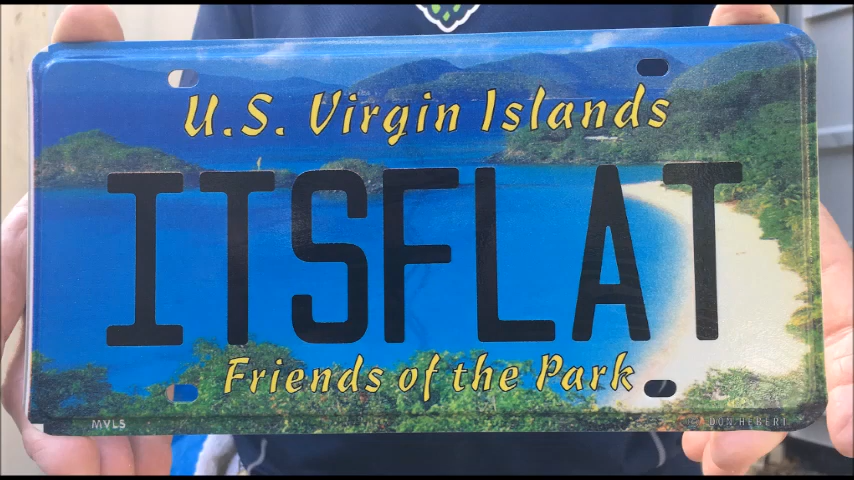 U.S. Virgin Islands
ITSFLAT
Friends of the Park
MVLS DON HEBERT